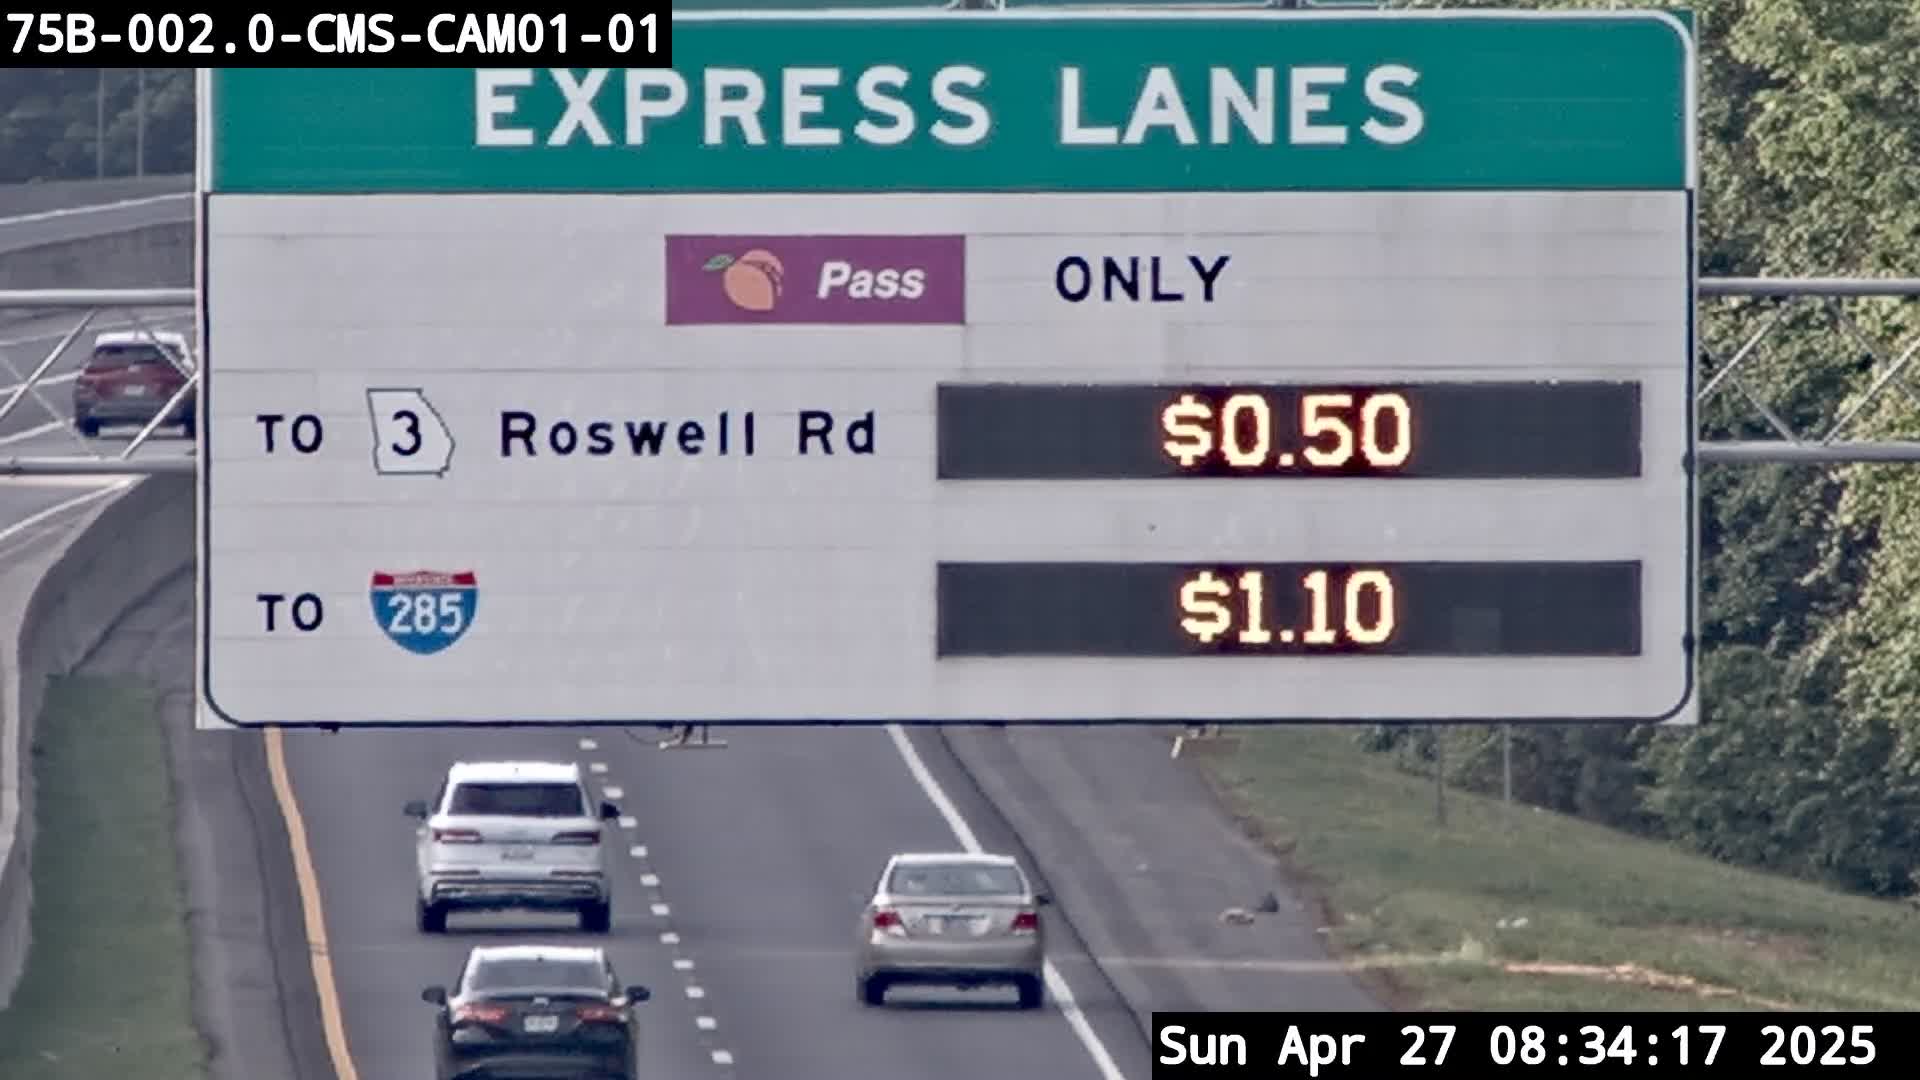 75B-002.0-CMS-CAM01-01
EXPRESS LANES
Pass ONLY
TO 3 Roswell Rd $0.50
TO 285 $1.10
Sun Apr 27 08:34:17 2025